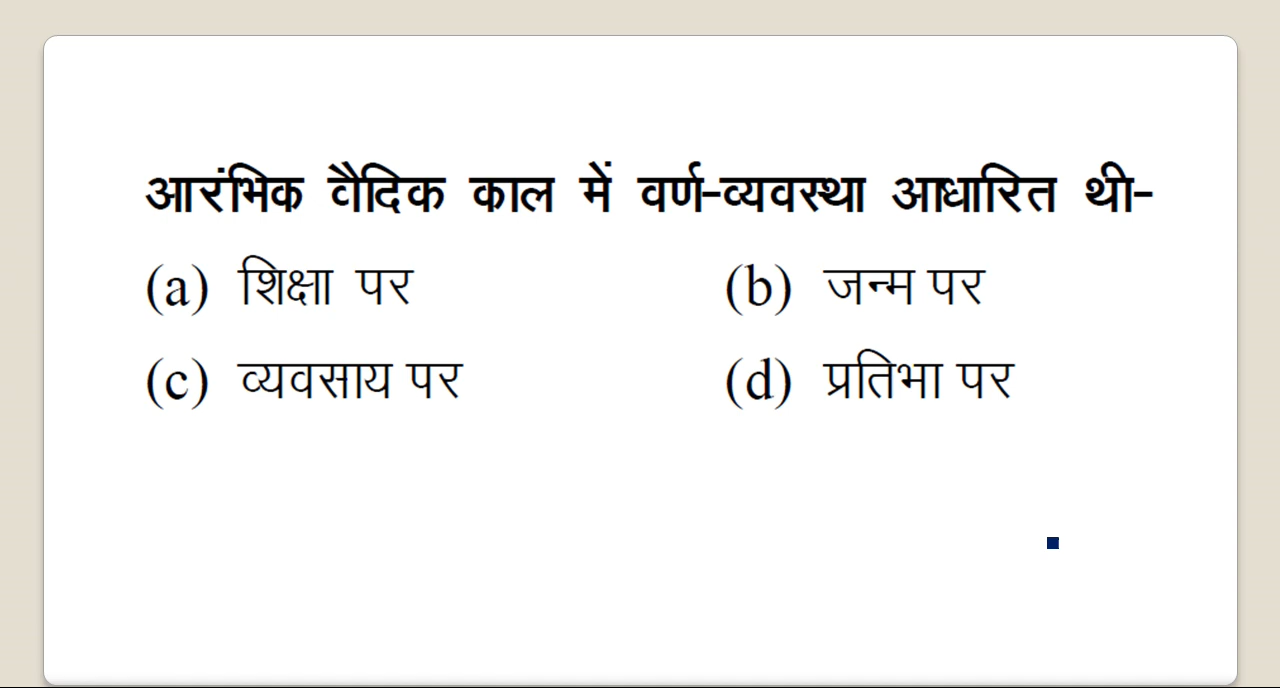 आरंभिक वैदिक काल में वर्ण-व्यवस्था आधारित थी-
(a) शिक्षा पर (b) जन्म पर
(c) व्यवसाय पर (d) प्रतिभा पर